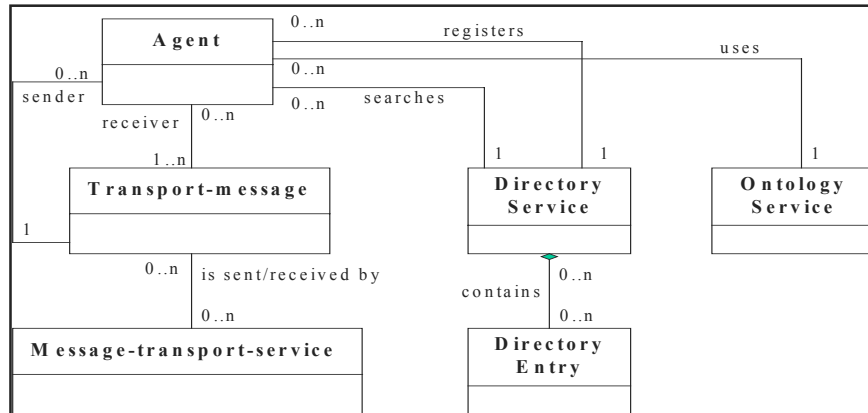 Agent
0..n
registers
uses
0..n
0..n
sender
0..n
searches
receiver
0..n
1..n
1
1
1
Transport-message
Directory
Service
Ontology
Service
1
0..n
is sent/received by
0..n
contains
0..n
0..n
Message-transport-service
Directory
Entry